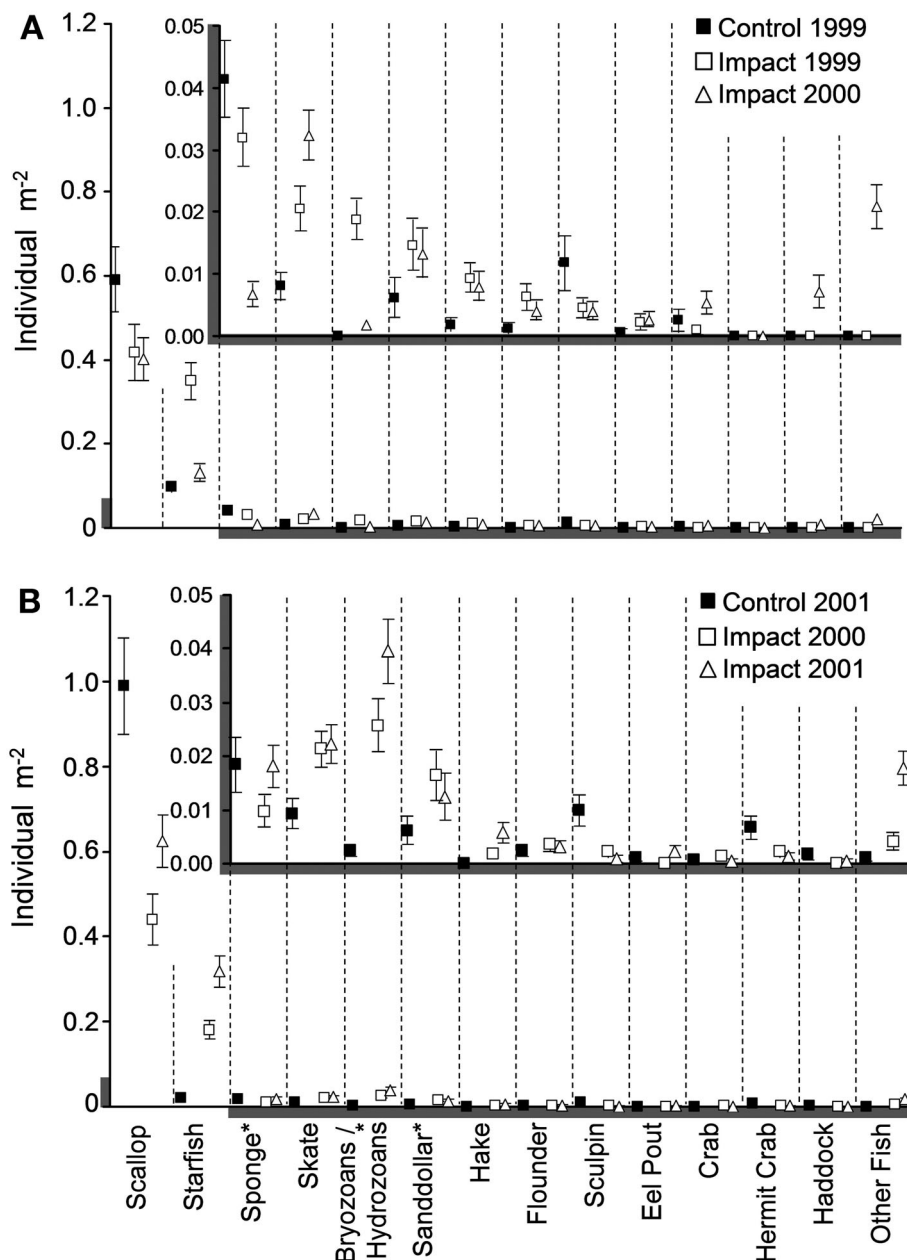 A
1.2
1.0
0.8
0.6
0.4
0.2
0
Individual m-2
0.05
0.04
0.03
0.02
0.01
0.00
Control 1999
Impact 1999
Impact 2000
B
1.2
1.0
0.8
0.6
0.4
0.2
0
Individual m-2
0.05
0.04
0.03
0.02
0.01
0.00
Control 2001
Impact 2000
Impact 2001
Scallop
Starfish
Sponge*
Skate
Bryozoans /*
Hydrozoans
Sanddollar*
Hake
Flounder
Sculpin
Eel Pout
Crab
Hermit Crab
Haddock
Other Fish